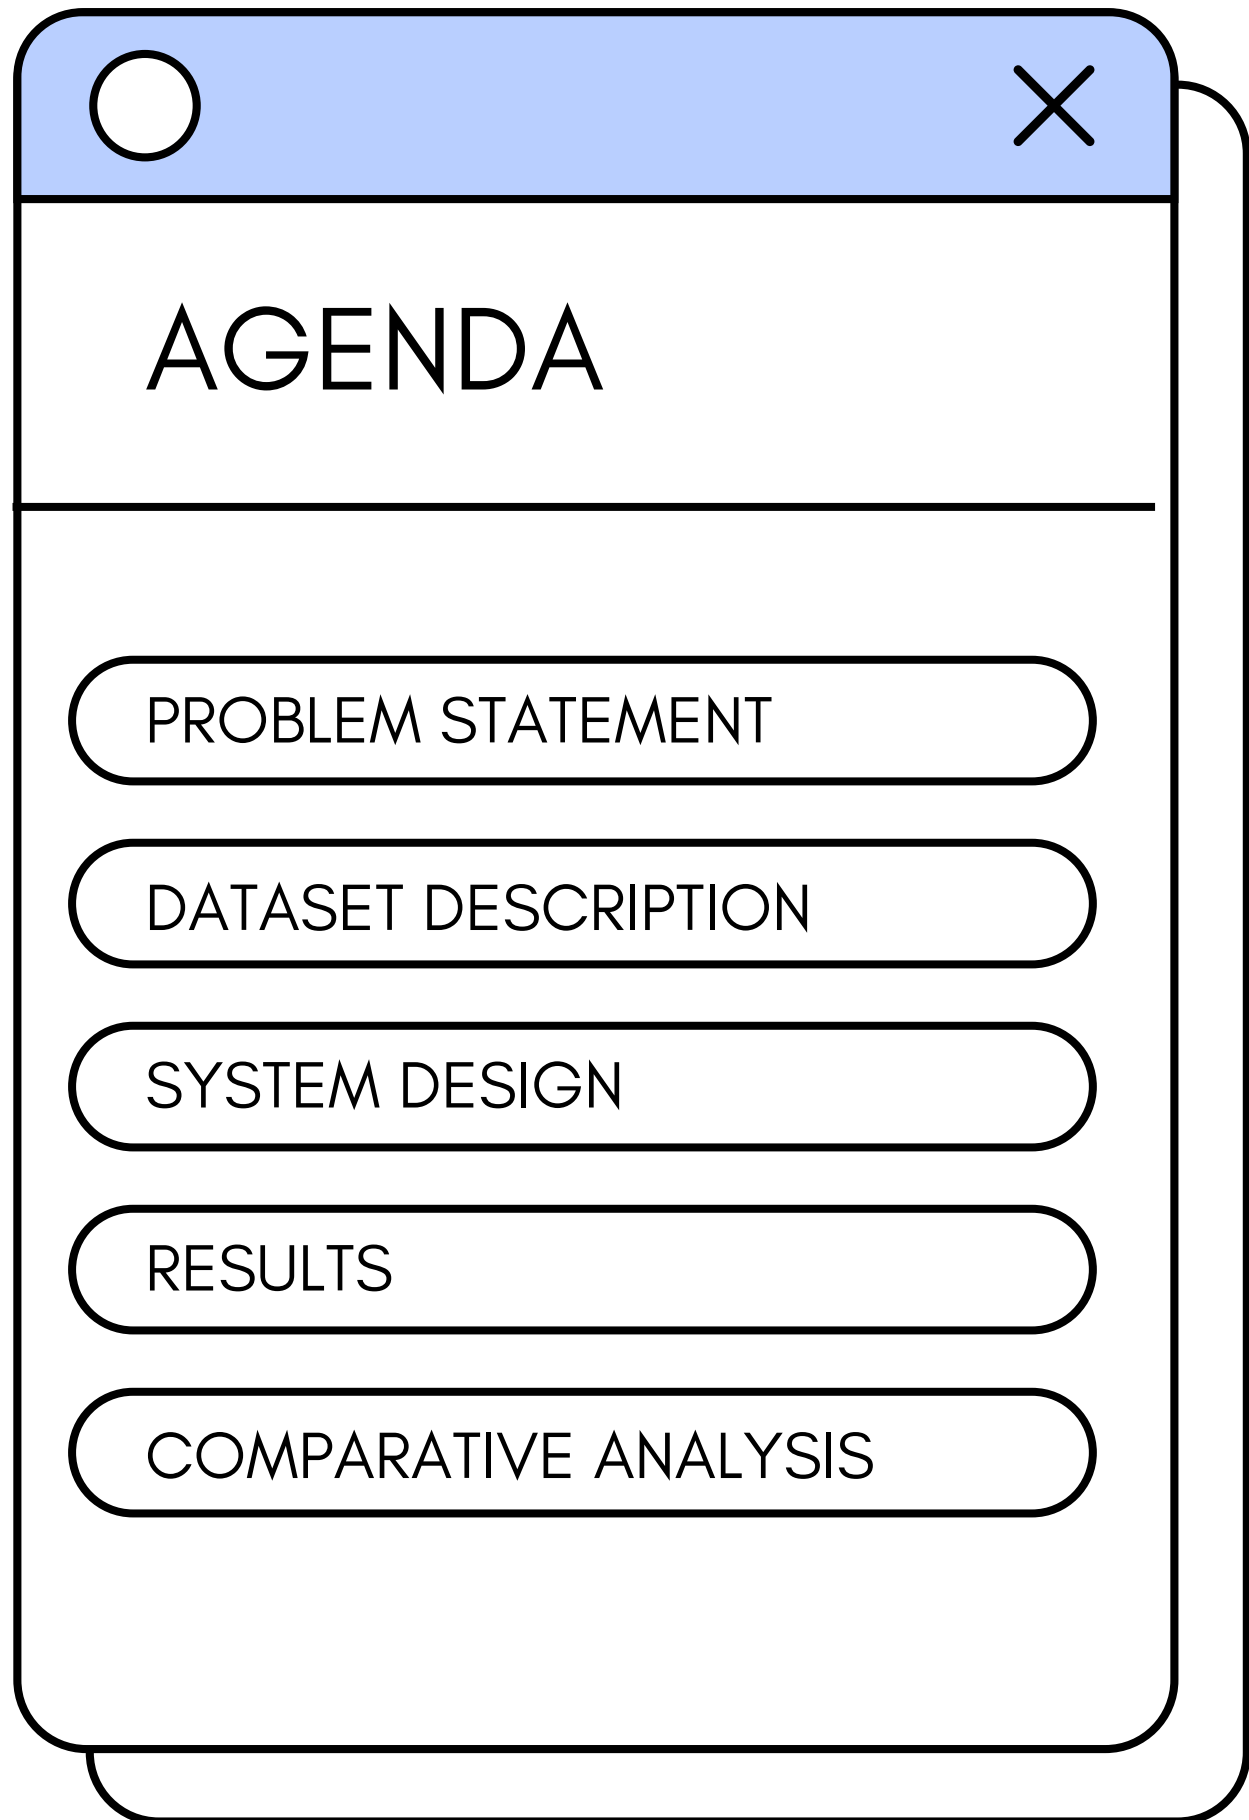 AGENDA
PROBLEM STATEMENT
DATASET DESCRIPTION
SYSTEM DESIGN
RESULTS
COMPARATIVE ANALYSIS